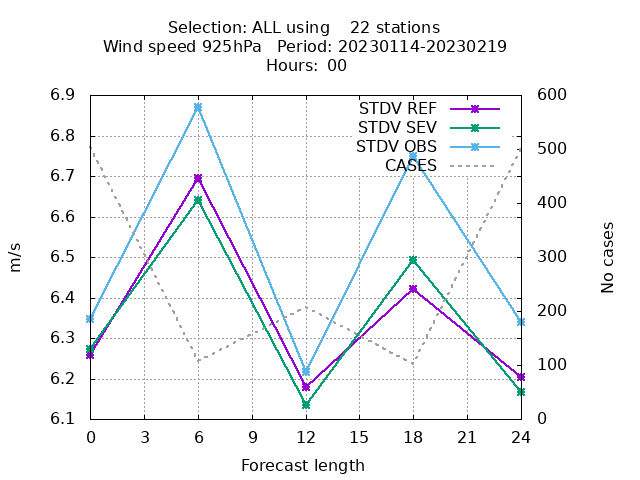 Selection: ALL using    22 stations
Wind speed 925hPa   Period: 20230114-20230219
Hours:  00
6.9
6.8
6.7
6.6
6.5
6.4
6.3
6.2
6.1
m/s
600
500
400
300
200
100
0
No cases
STDV REF
STDV SEV
STDV OBS
CASES
0 3 6 9 12 15 18 21 24
Forecast length